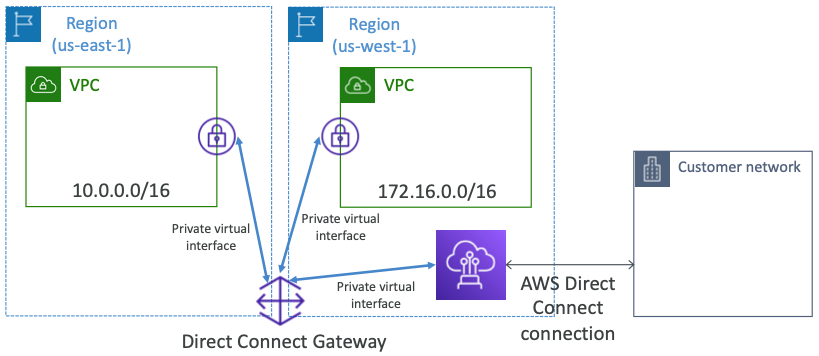 Region
(us-east-1)
Region
(us-west-1)
VPC
VPC
10.0.0.0/16
172.16.0.0/16
Customer network
Private virtual
interface
Private virtual
interface
Private virtual
interface
AWS Direct
Connect
connection
Direct Connect Gateway